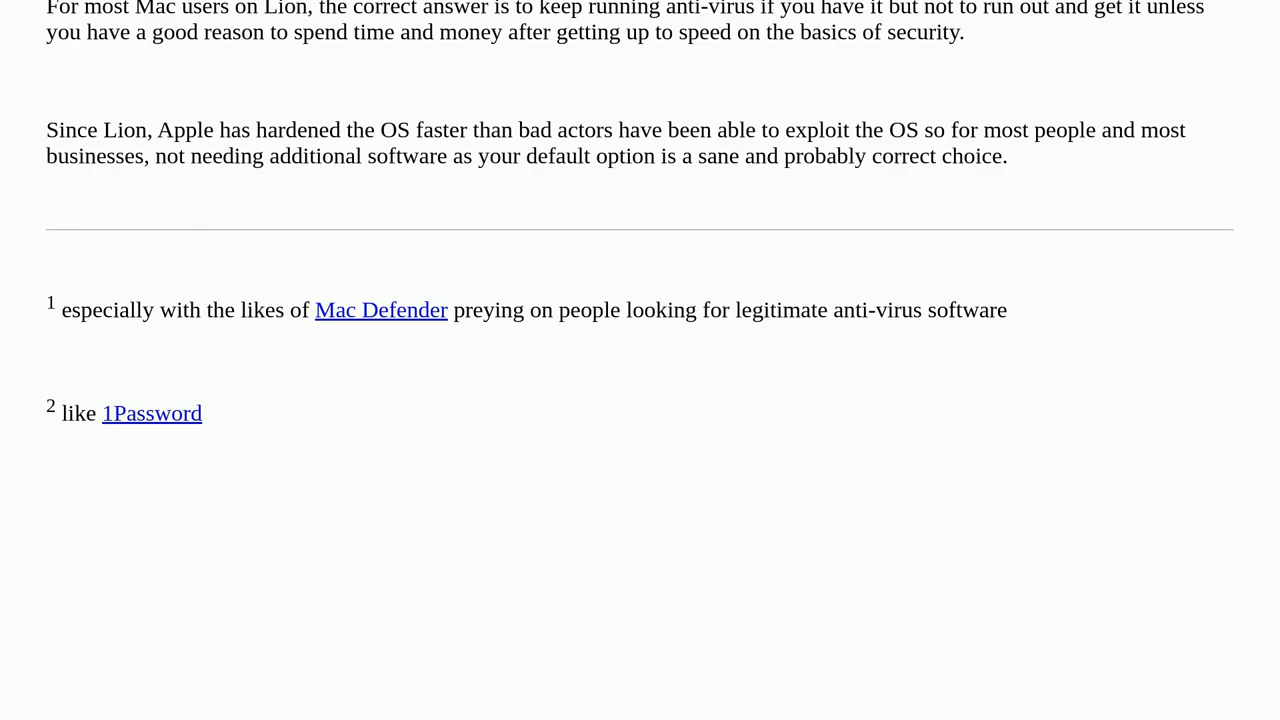 For most Mac users on Lion, the correct answer is to keep running anti-virus if you have it but not to run out and get it unless
you have a good reason to spend time and money after getting up to speed on the basics of security.
Since Lion, Apple has hardened the OS faster than bad actors have been able to exploit the OS so for most people and most
businesses, not needing additional software as your default option is a sane and probably correct choice.
1 especially with the likes of Mac Defender preying on people looking for legitimate anti-virus software
2 like 1Password